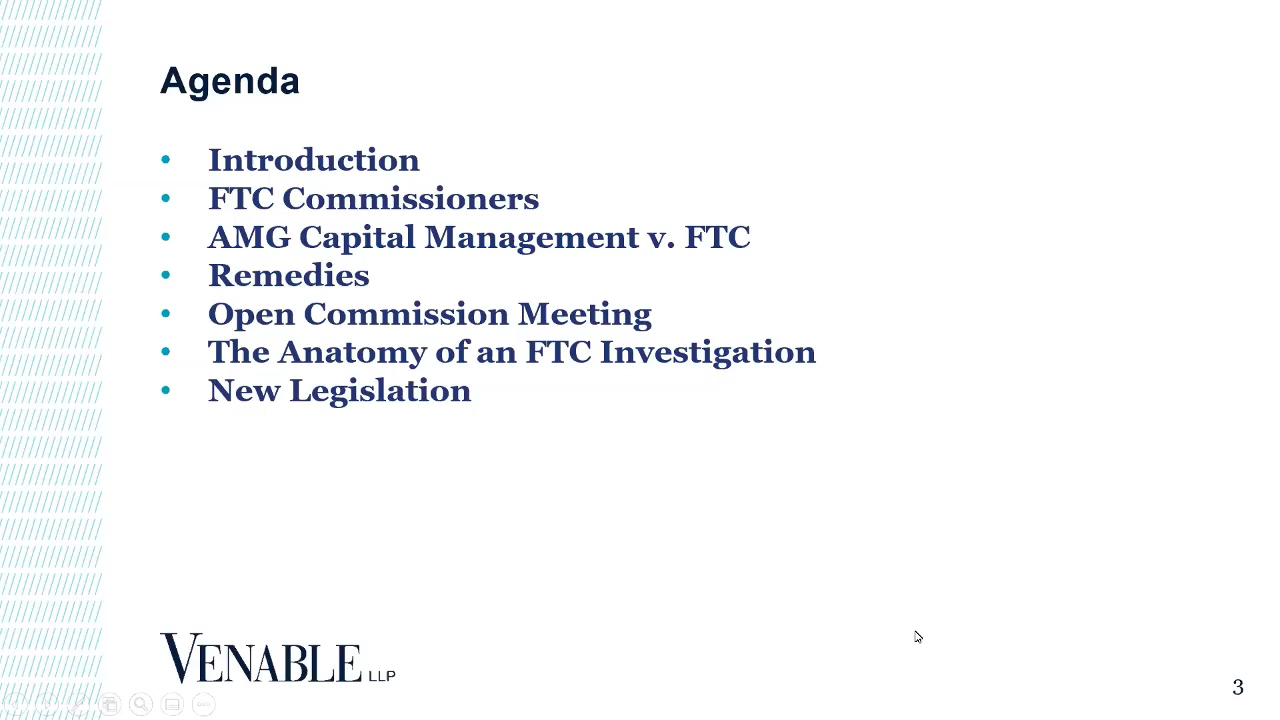 Agenda
• Introduction
• FTC Commissioners
• AMG Capital Management v. FTC
• Remedies
• Open Commission Meeting
• The Anatomy of an FTC Investigation
• New Legislation
VENABLE LLP
3